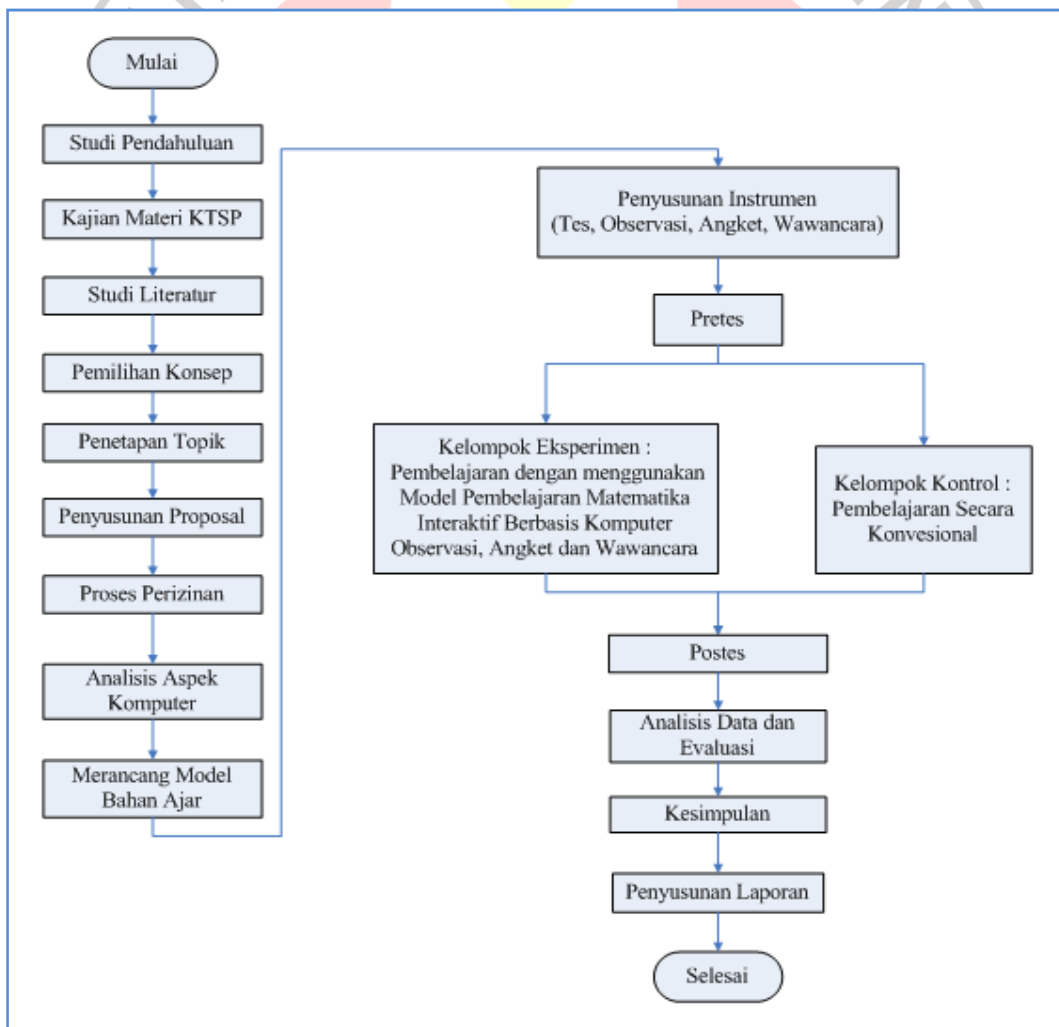 Mulai
Studi Pendahuluan
Kajian Materi KTSP
Studi Literatur
Pemilihan Konsep
Penetapan Topik
Penyusunan Proposal
Proses Perizinan
Analisis Aspek
Komputer
Merancang Model
Bahan Ajar
Penyusunan Instrumen
(Tes, Observasi, Angket, Wawancara)
Pretes
Kelompok Eksperimen :
Pembelajaran dengan menggunakan
Model Pembelajaran Matematika
Interaktif Berbasis Komputer
Observasi, Angket dan Wawancara
Kelompok Kontrol :
Pembelajaran Secara
Konvesional
Postes
Analisis Data dan
Evaluasi
Kesimpulan
Penyusunan Laporan
Selesai